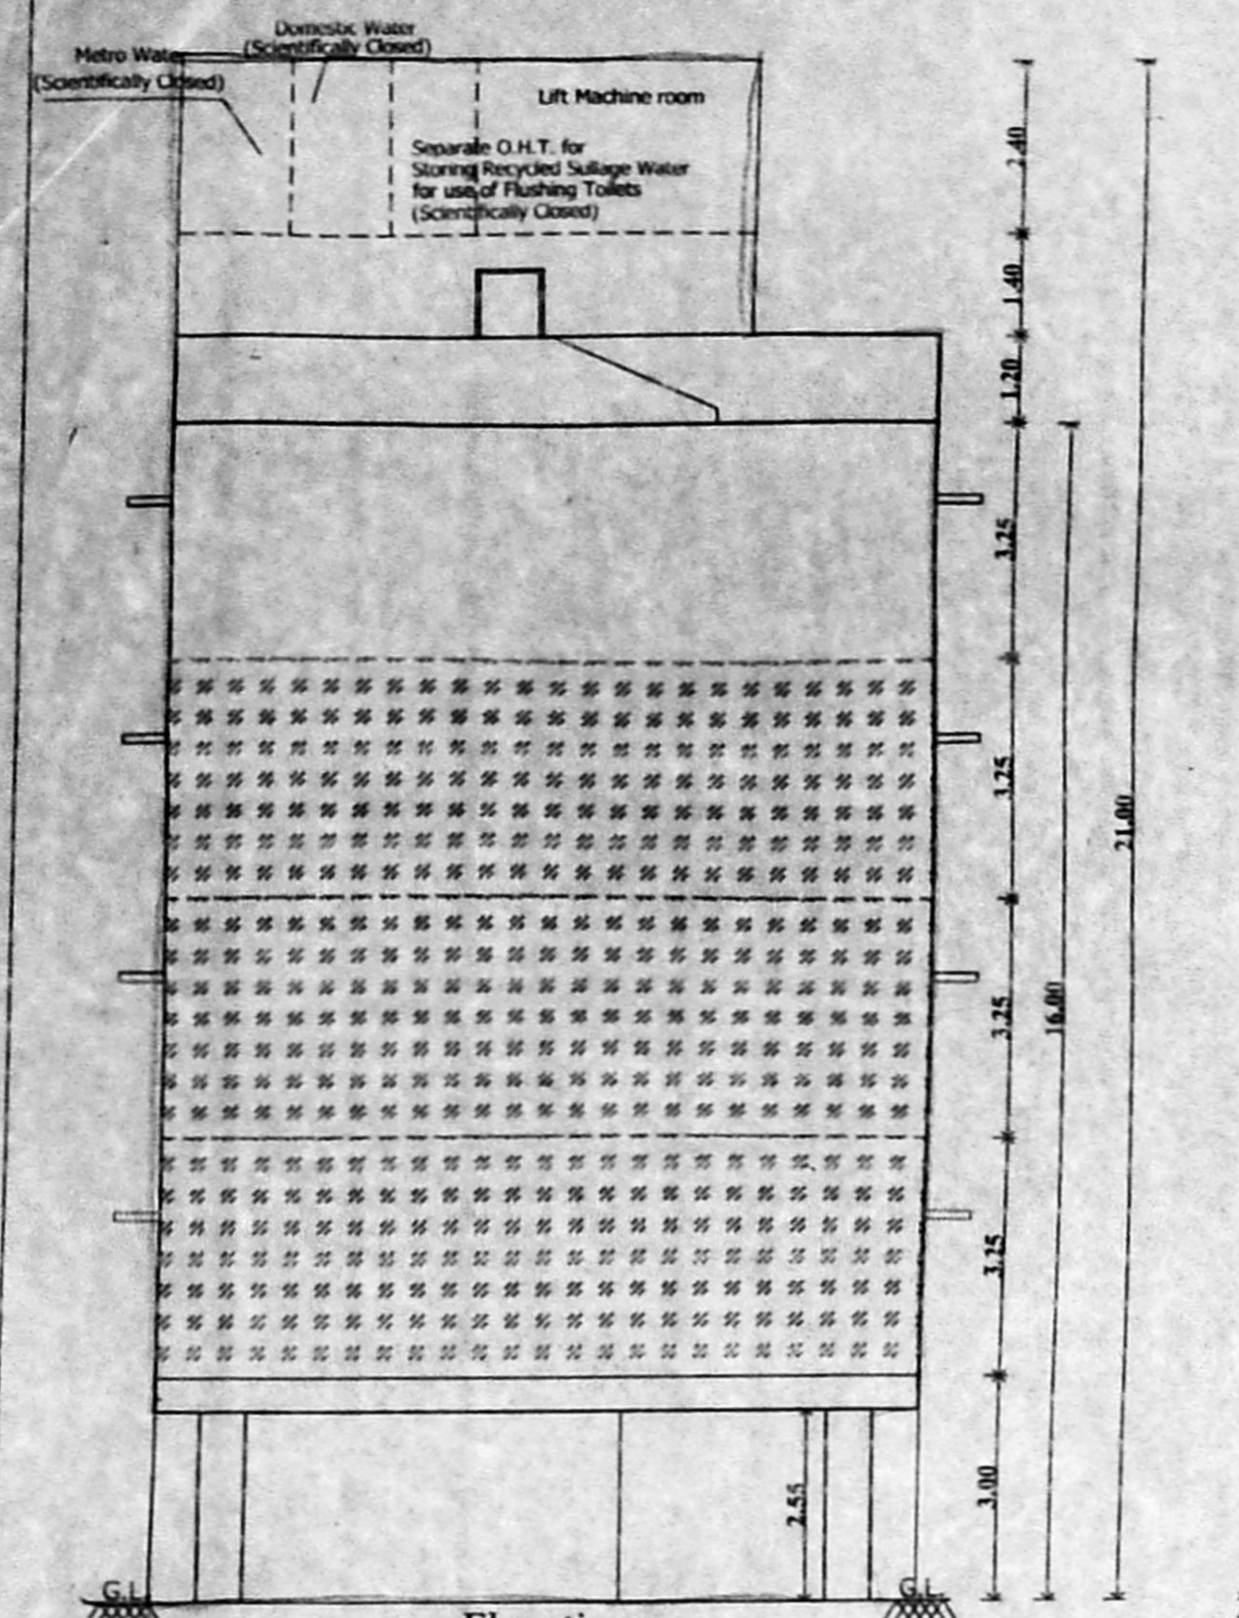 Domestic Water
(Scientifically Closed)
Metro Water
(Scientifically Closed)
Lift Machine room
Separate O.H.T. for
Storing Recycled Sullage Water
for use of Flushing Toilets
(Scientifically Closed)
2.40
1.40
1.20
3.25
3.25
3.25
3.25
3.00
16.00
21.00
2.55
G.L.
G.L.